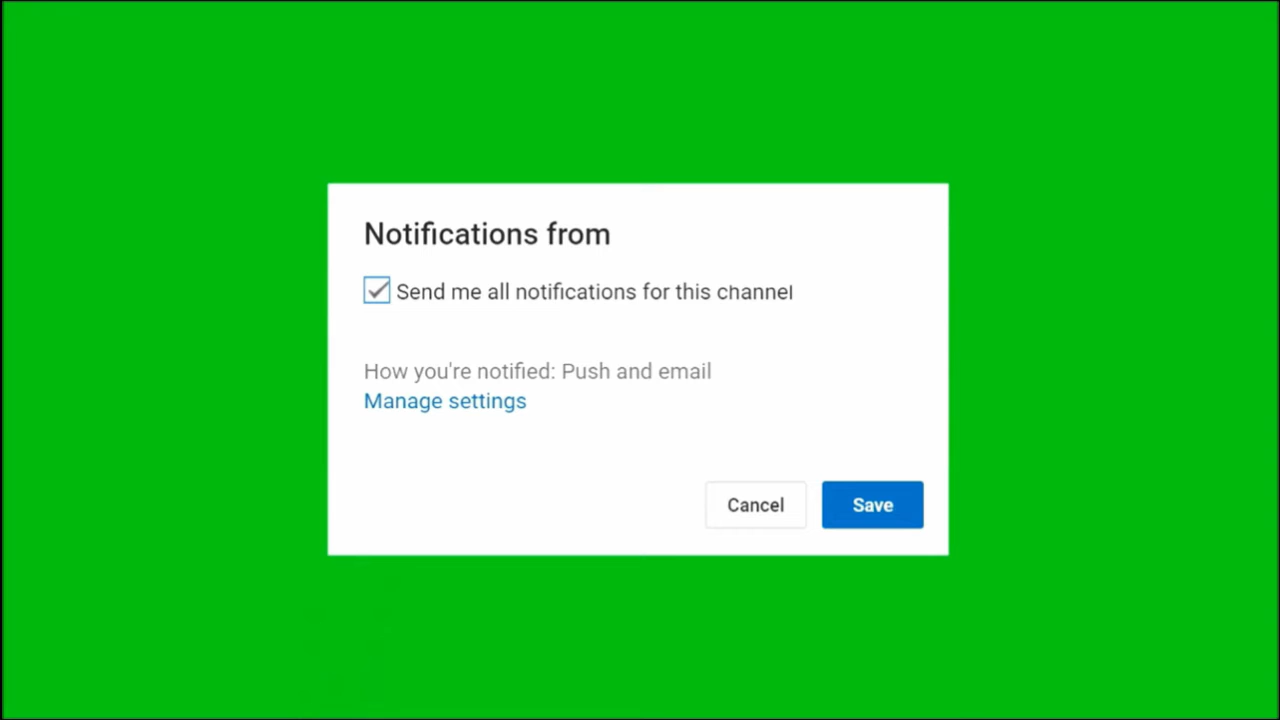 Notifications from
Send me all notifications for this channel
How you're notified: Push and email
Manage settings
Cancel Save